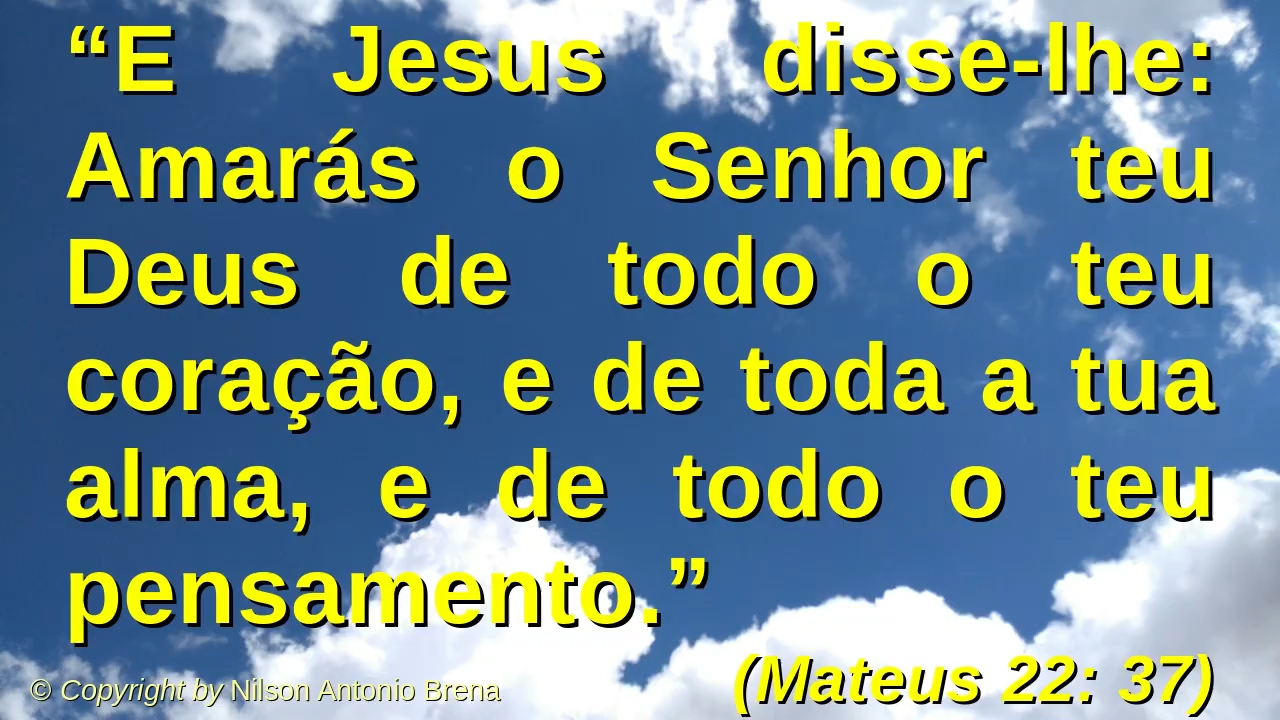 “E Jesus disse-lhe:
Amarás o Senhor teu
Deus de todo o teu
coração, e de toda a tua
alma, e de todo o teu
pensamento.”
(Mateus 22: 37)
© Copyright by Nilson Antonio Brena